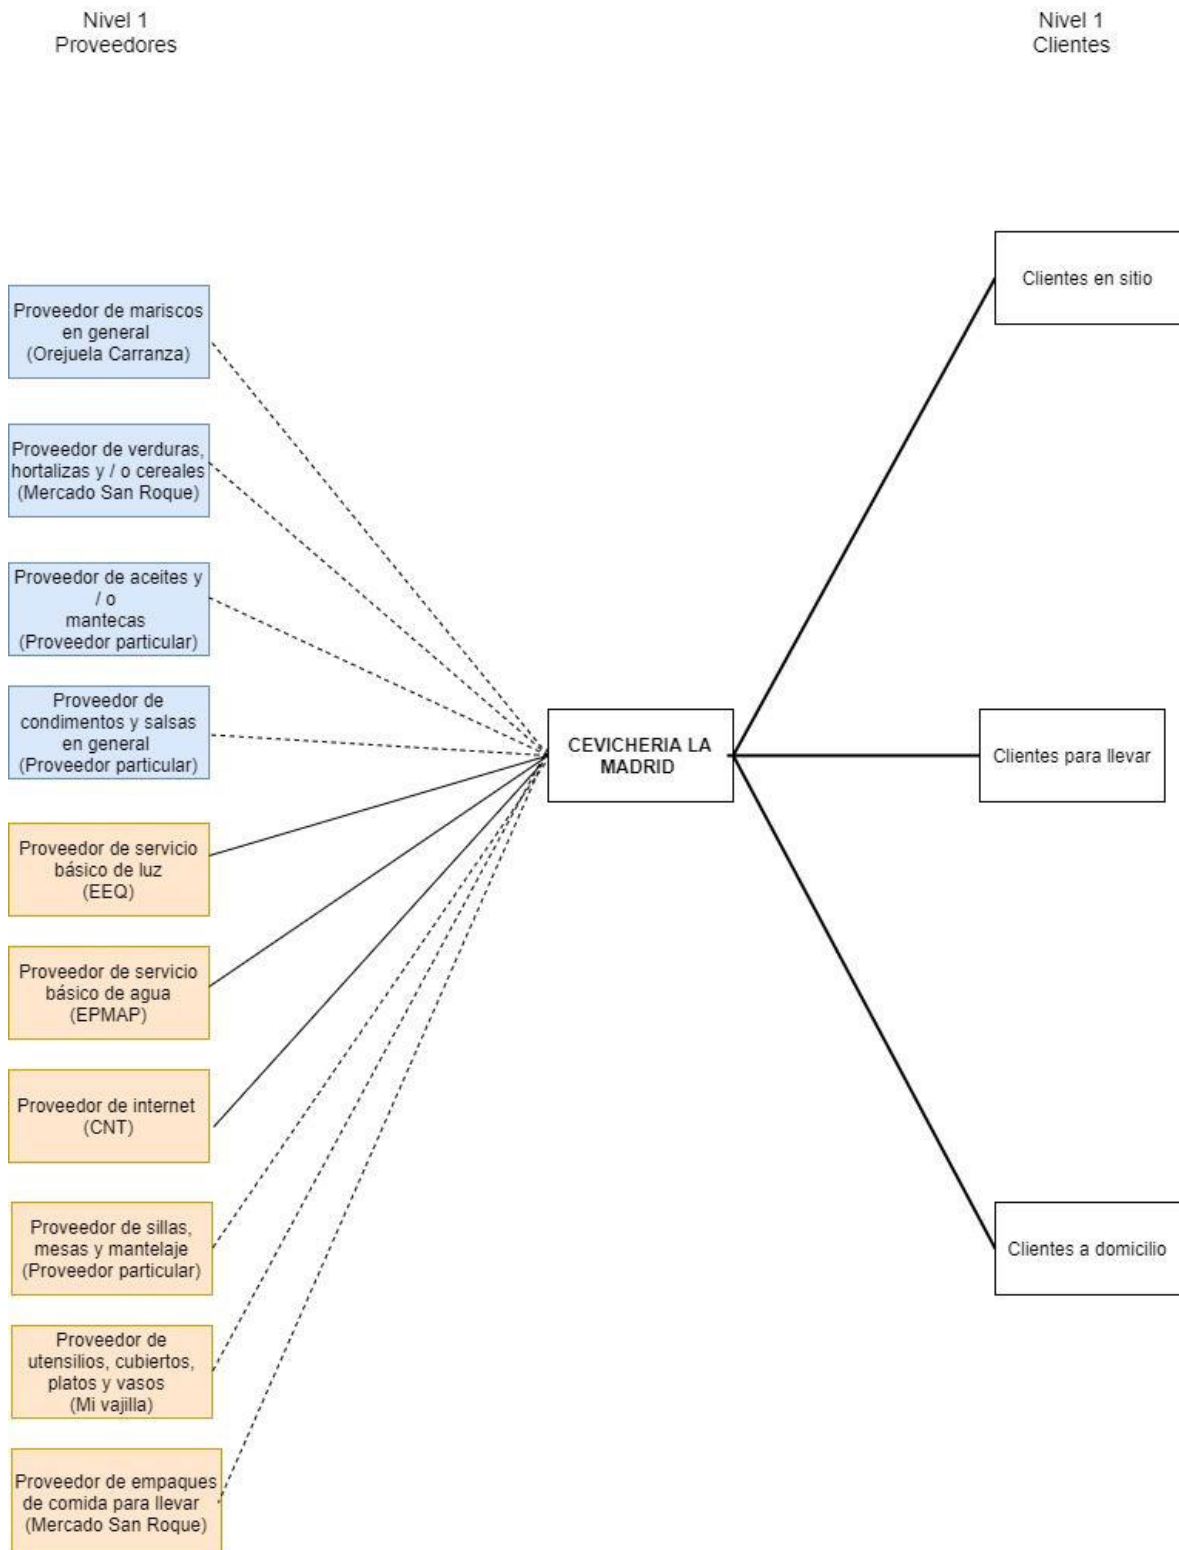 Nivel 1
Proveedores
Nivel 1
Clientes
Proveedor de mariscos
en general
(Orejuela Carranza)
Proveedor de verduras,
hortalizas y / o cereales
(Mercado San Roque)
Proveedor de aceites y
/ o
mantecas
(Proveedor particular)
Proveedor de
condimentos y salsas
en general
(Proveedor particular)
Proveedor de servicio
básico de luz
(EEQ)
Proveedor de servicio
básico de agua
(EPMAP)
Proveedor de internet
(CNT)
Proveedor de sillas,
mesas y mantelaje
(Proveedor particular)
Proveedor de
utensilios, cubiertos,
platos y vasos
(Mi vajilla)
Proveedor de empaques
de comida para llevar
(Mercado San Roque)
CEVICHERIA LA
MADRID
Clientes en sitio
Clientes para llevar
Clientes a domicilio